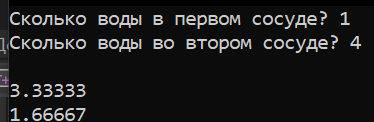 Сколько воды в первом сосуде? 1
Сколько воды во втором сосуде? 4
3.33333
1.66667